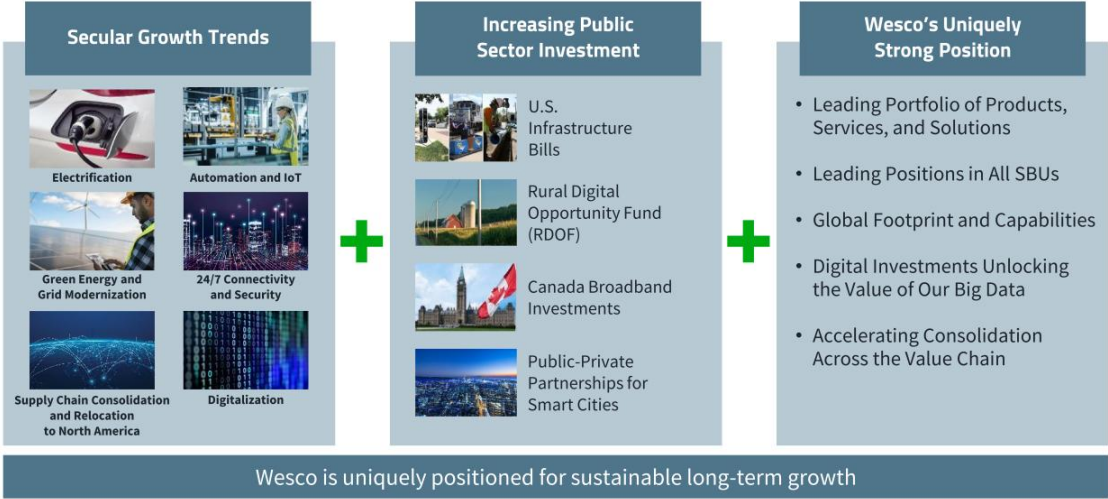 Secular Growth Trends
Electrification
Automation and IoT
Green Energy and
Grid Modernization
24/7 Connectivity
and Security
Supply Chain Consolidation
and Relocation
to North America
Digitalization
Increasing Public
Sector Investment
U.S.
Infrastructure
Bills
Rural Digital
Opportunity Fund
(RDOF)
Canada Broadband
Investments
Public-Private
Partnerships for
Smart Cities
Wesco's Uniquely
Strong Position
• Leading Portfolio of Products,
Services, and Solutions
• Leading Positions in All SBUs
• Global Footprint and Capabilities
• Digital Investments Unlocking
the Value of Our Big Data
• Accelerating Consolidation
Across the Value Chain
Wesco is uniquely positioned for sustainable long-term growth